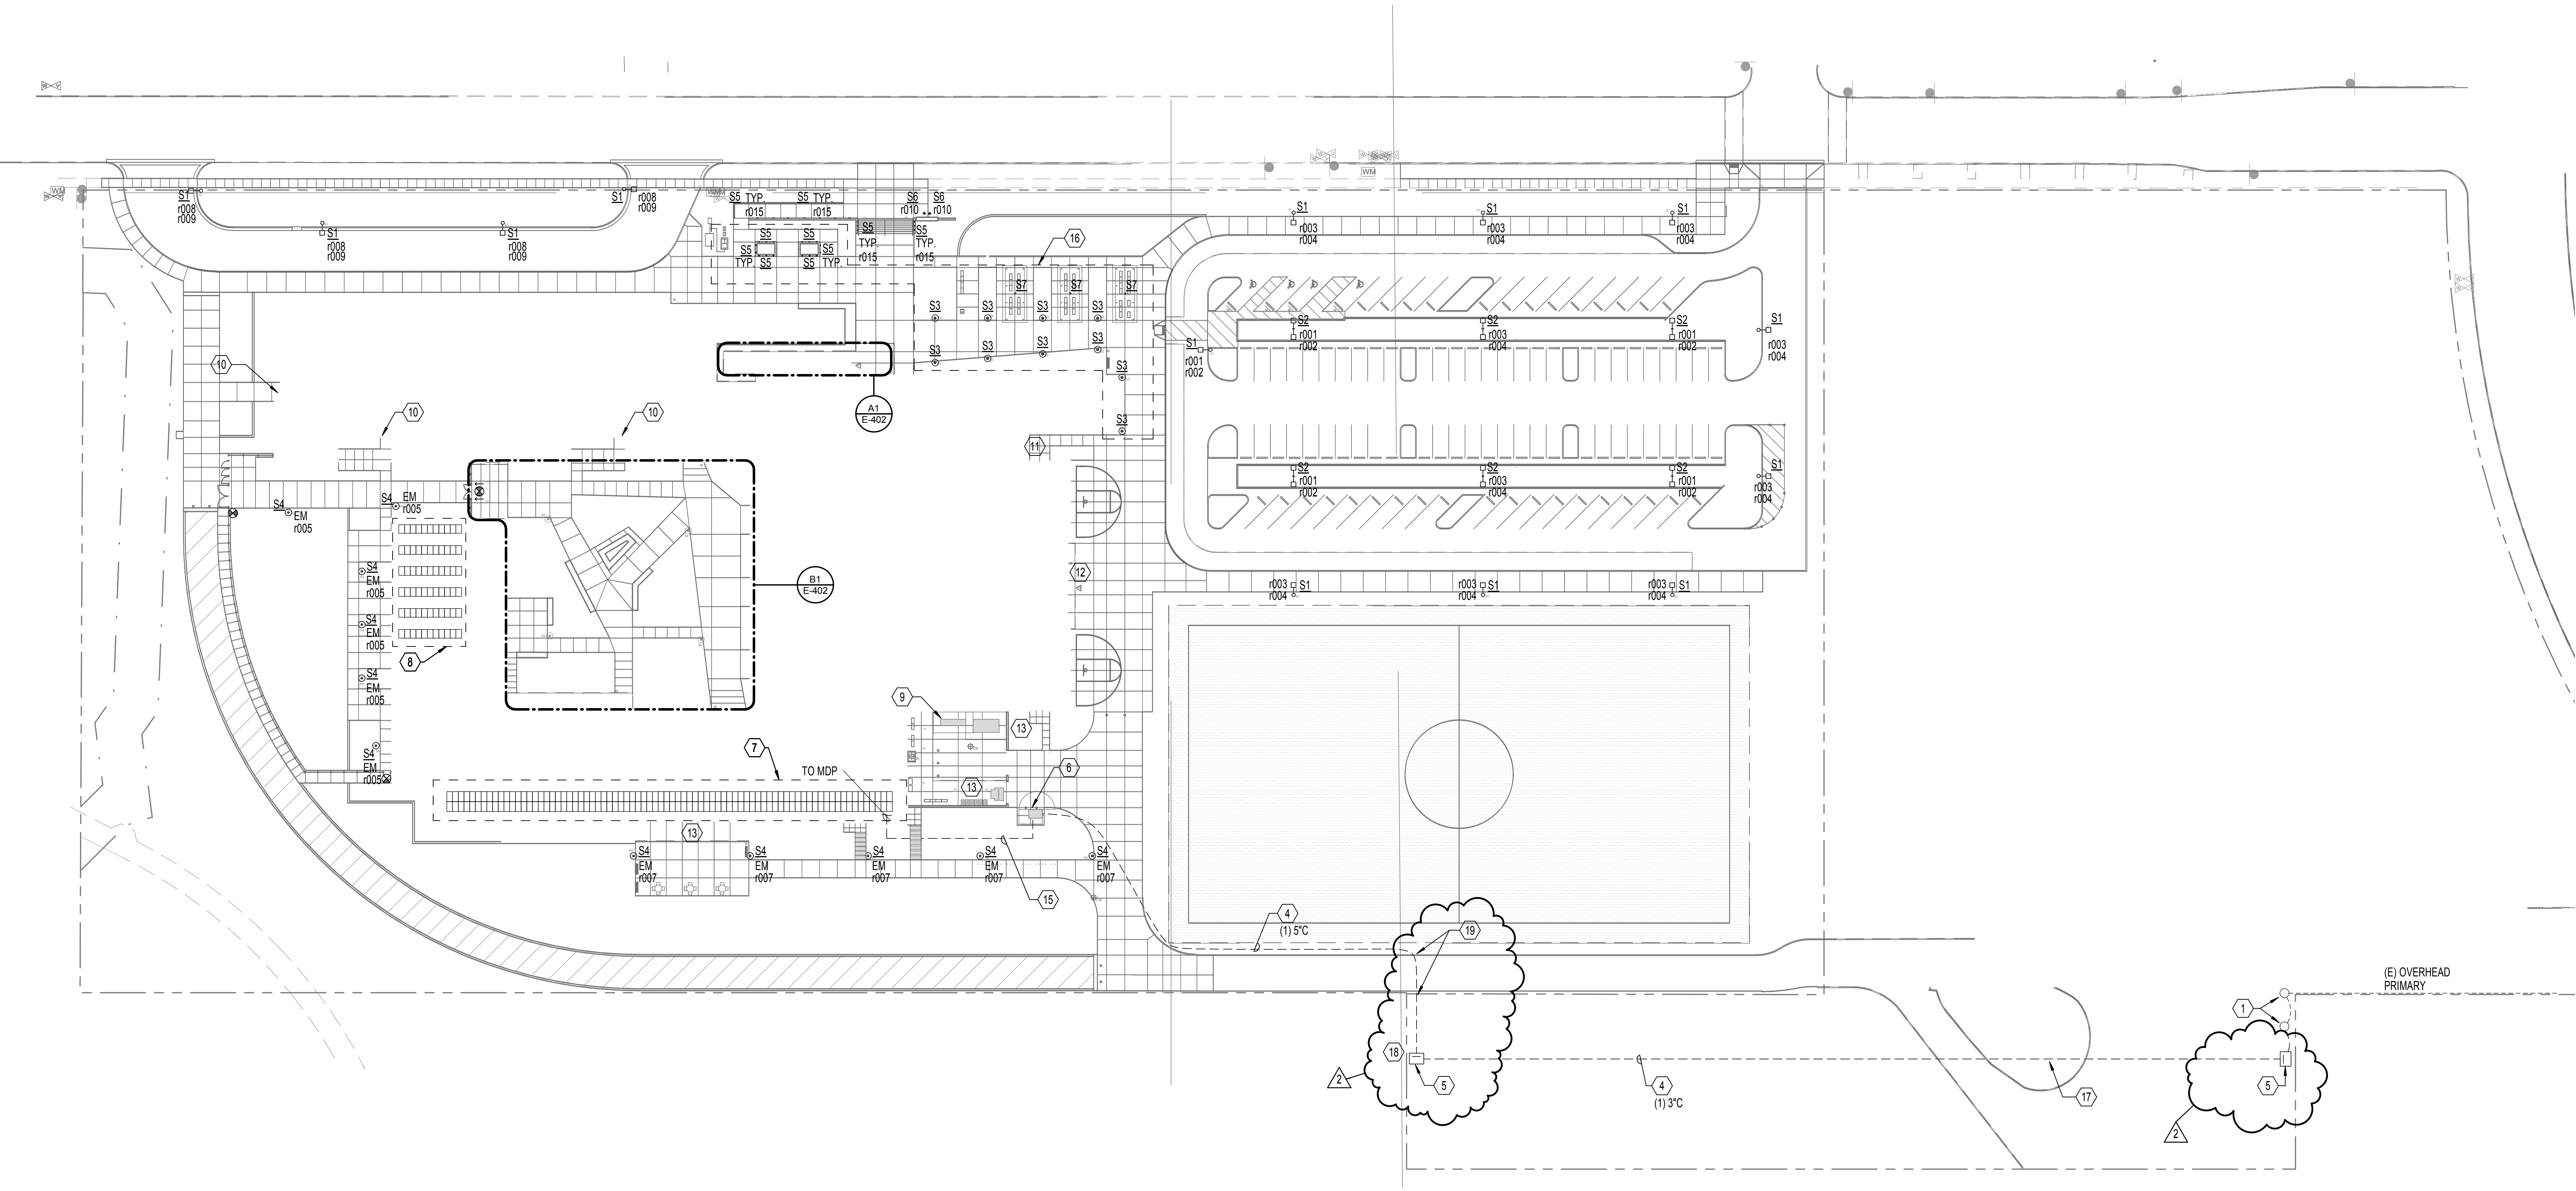 WM
WM
WM
S1
r008
r009
S1
r008
r009
S1
r008
r009
S1
r008
r009
S5
TYP.
r015
S5
TYP.
r015
S6
r010
S6
r010
S5
TYP.
r015
S5
TYP.
r015
S5
S5
S5
TYP.
S5
TYP.
S5
S5
16
S1
r003
r004
S1
r003
r004
S1
r003
r004
S7
S7
S7
S3
S3
S3
S3
S3
S3
S3
S3
S3
S3
S2
r001
r002
S2
r003
r004
S2
r001
r002
S1
r003
r004
S1
r001
r002
10
10
10
A1
E-402
11
S2
r001
r002
S2
r003
r004
S2
r001
r002
S1
r003
r004
S4
EM
r005
S4
EM
r005
S4
EM
r005
S4
EM
r005
S4
EM
r005
S4
EM
r005
8
B1
E-402
12
r003
r004
S1
r003
r004
S1
r003
r004
S1
9
13
7
TO MDP
6
13
13
S4
EM
r007
S4
EM
r007
S4
EM
r007
S4
EM
r007
S4
EM
r007
15
4
(1) 5"C
19
(E) OVERHEAD
PRIMARY
1
18
2
5
4
(1) 3"C
17
5
2